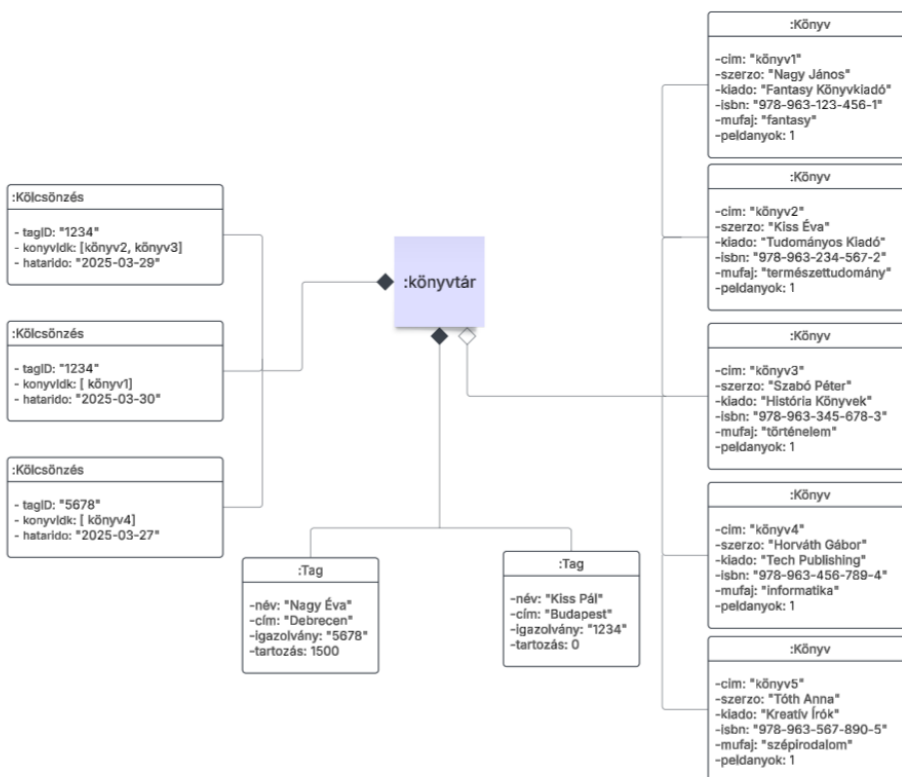 :Kölcsönzés
- tagID: "1234"
- konyvIdk: [könyv2, könyv3]
- hatarido: "2025-03-29"
:Kölcsönzés
- tagID: "1234"
- konyvIdk: [ könyv1]
- hatarido: "2025-03-30"
:Kölcsönzés
- tagID: "5678"
- konyvIdk: [ könyv4]
- hatarido: "2025-03-27"
:könyvtár
:Tag
-név: "Nagy Éva"
-cím: "Debrecen"
-igazolvány: "5678"
-tartozás: 1500
:Tag
-név: "Kiss Pál"
-cím: "Budapest"
-igazolvány: "1234"
-tartozás: 0
:Könyv
-cim: "könyv1"
-szerzo: "Nagy János"
-kiado: "Fantasy Könyvkiadó"
-isbn: "978-963-123-456-1"
-mufaj: "fantasy"
-peldanyok: 1
:Könyv
-cim: "könyv2"
-szerzo: "Kiss Éva"
-kiado: "Tudományos Kiadó"
-isbn: "978-963-234-567-2"
-mufaj: "természettudomány"
-peldanyok: 1
:Könyv
-cim: "könyv3"
-szerzo: "Szabó Péter"
-kiado: "História Könyvek"
-isbn: "978-963-345-678-3"
-mufaj: "történelem"
-peldanyok: 1
:Könyv
-cim: "könyv4"
-szerzo: "Horváth Gábor"
-kiado: "Tech Publishing"
-isbn: "978-963-456-789-4"
-mufaj: "informatika"
-peldanyok: 1
:Könyv
-cim: "könyv5"
-szerzo: "Tóth Anna"
-kiado: "Kreatív Írók"
-isbn: "978-963-567-890-5"
-mufaj: "szépirodalom"
-peldanyok: 1